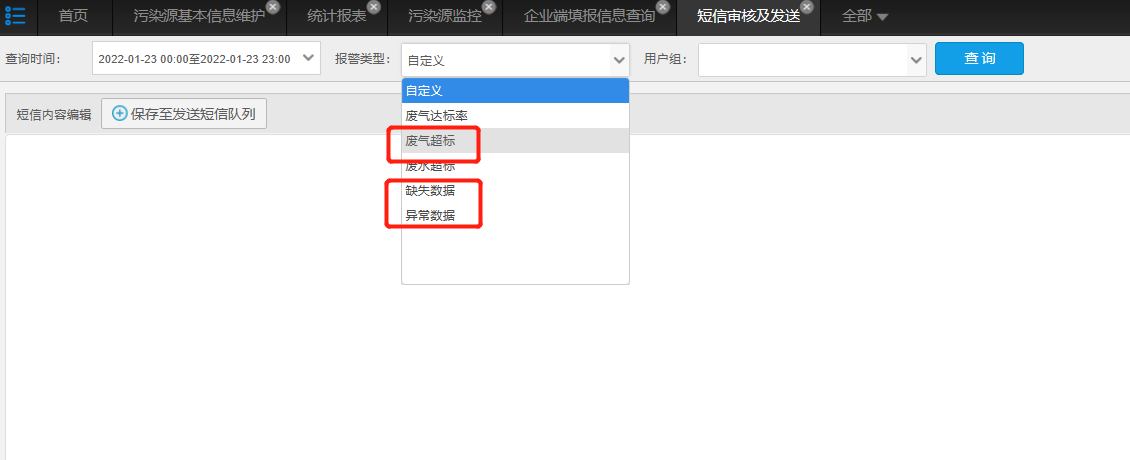 首页 污染源基本信息维护 统计报表 污染源监控 企业端填报信息查询 短信审核及发送 全部
查询时间: 2022-01-23 00:00至2022-01-23 23:00 报警类型: 自定义 用户组: 查询
自定义
短信内容编辑 保存至发送短信队列
废气达标率
废气超标
废水超标
缺失数据
异常数据